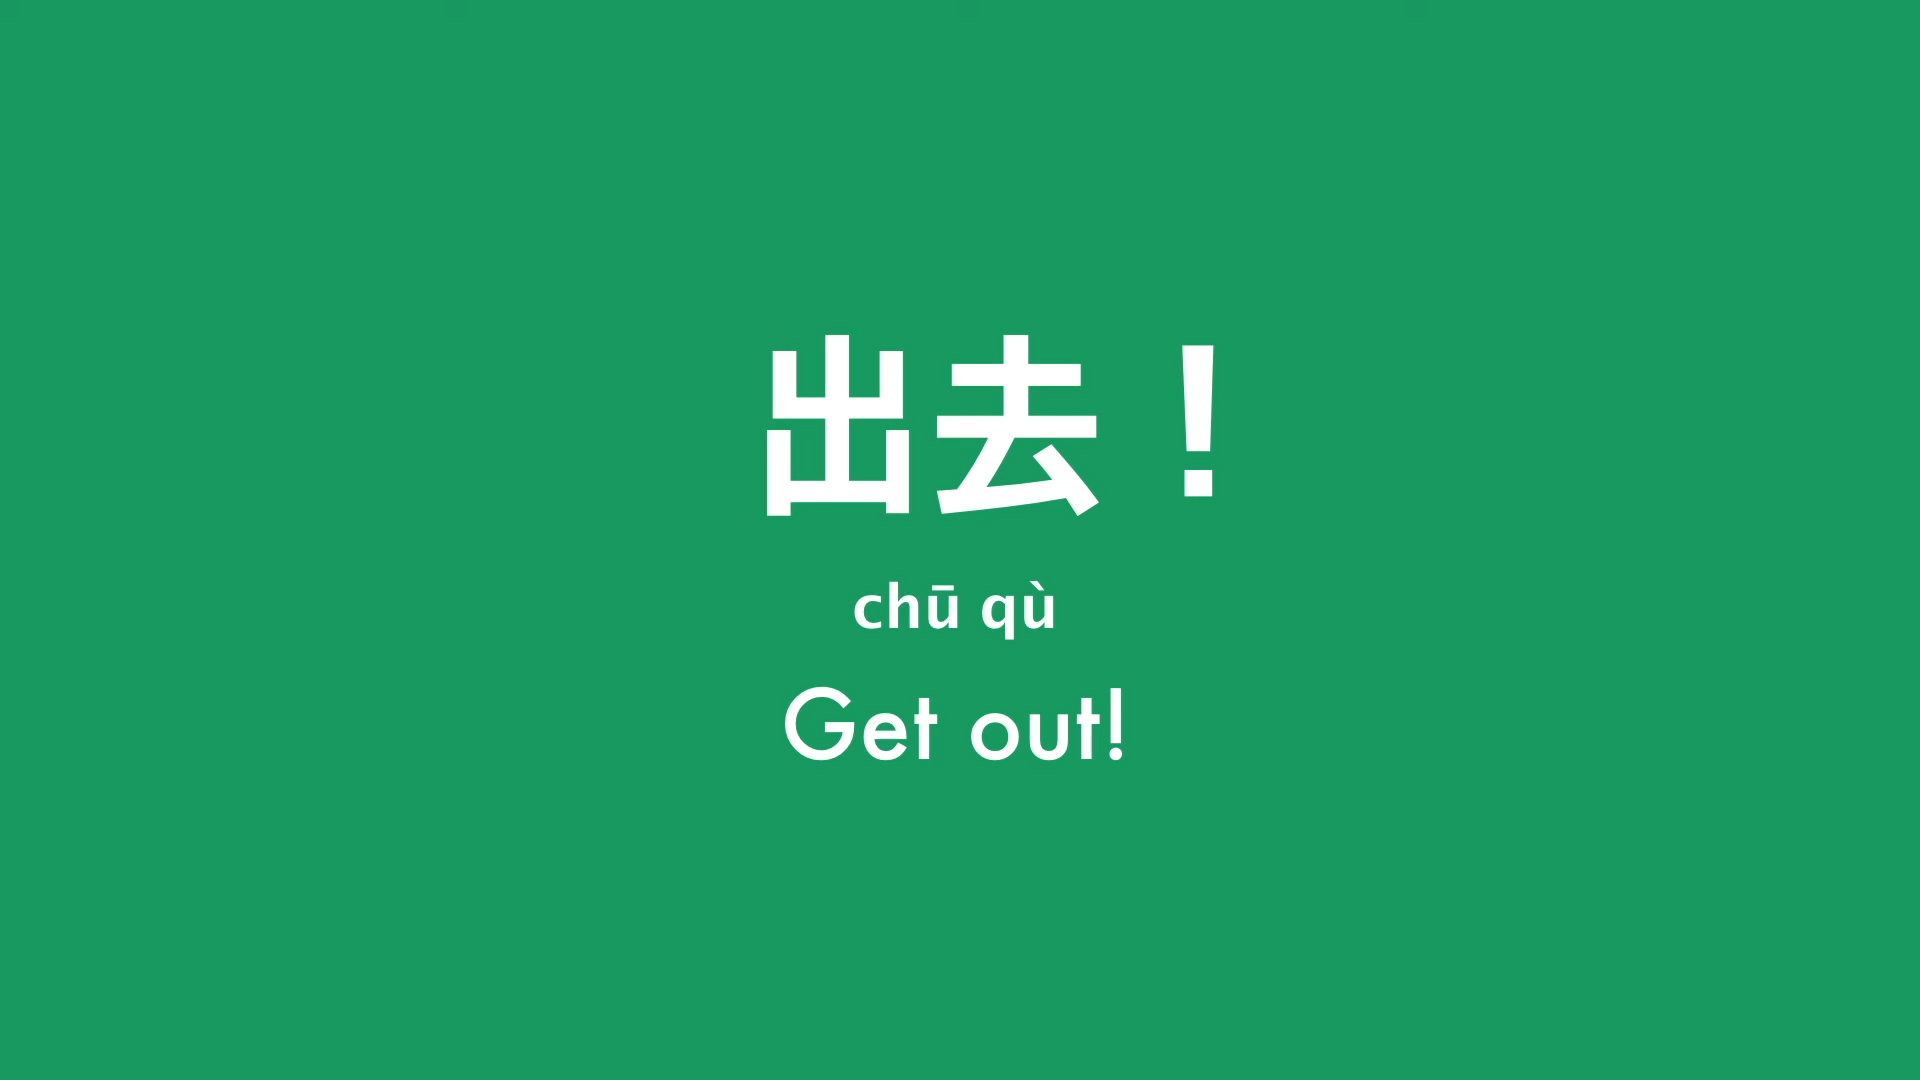 出去！
chū qù
Get out!